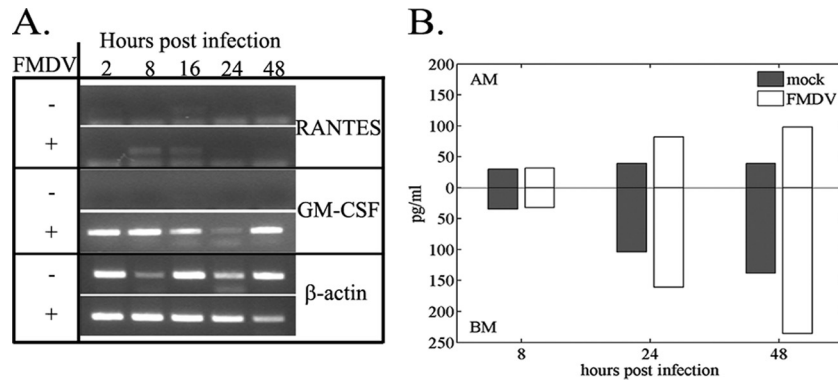 A.
Hours post infection
FMDV 2 8 16 24 48
-
RANTES
+
-
GM-CSF
+
-
β-actin
+
B.
200
AM
mock
FMDV
150
100
50
0
pg/ml
50
100
150
200
BM
250
8 24 48
hours post infection